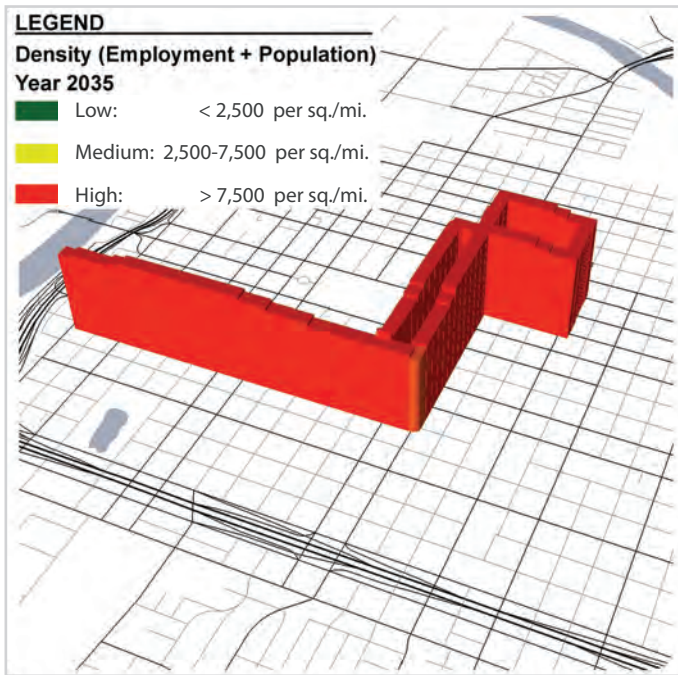 LEGEND
Density (Employment + Population)
Year 2035
Low: < 2,500 per sq./mi.
Medium: 2,500-7,500 per sq./mi.
High: > 7,500 per sq./mi.